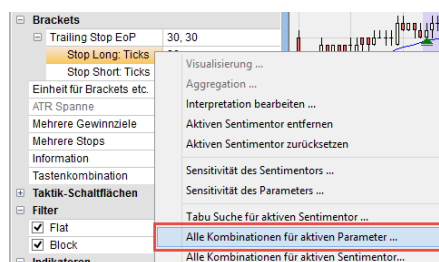 Brackets
Trailing Stop EoP 30, 30
Stop Long: Ticks
Stop Short: Ticks
Einheit für Brackets etc.
ATR Spanne
Mehrere Gewinnziele
Mehrere Stops
Information
Tastenkombination
Taktik-Schaltflächen
Filter
Flat
Block
Indikatoren
Visualisierung ...
Aggregation ...
Interpretation bearbeiten ...
Aktiven Sentimentor entfernen
Aktiven Sentimentor zurücksetzen
Sensitivität des Sentimentors ...
Sensitivität des Parameters ...
Tabu Suche für aktiven Sentimentor ...
Alle Kombinationen für aktiven Parameter ...
Alle Kombinationen für aktiven Sentimentor...